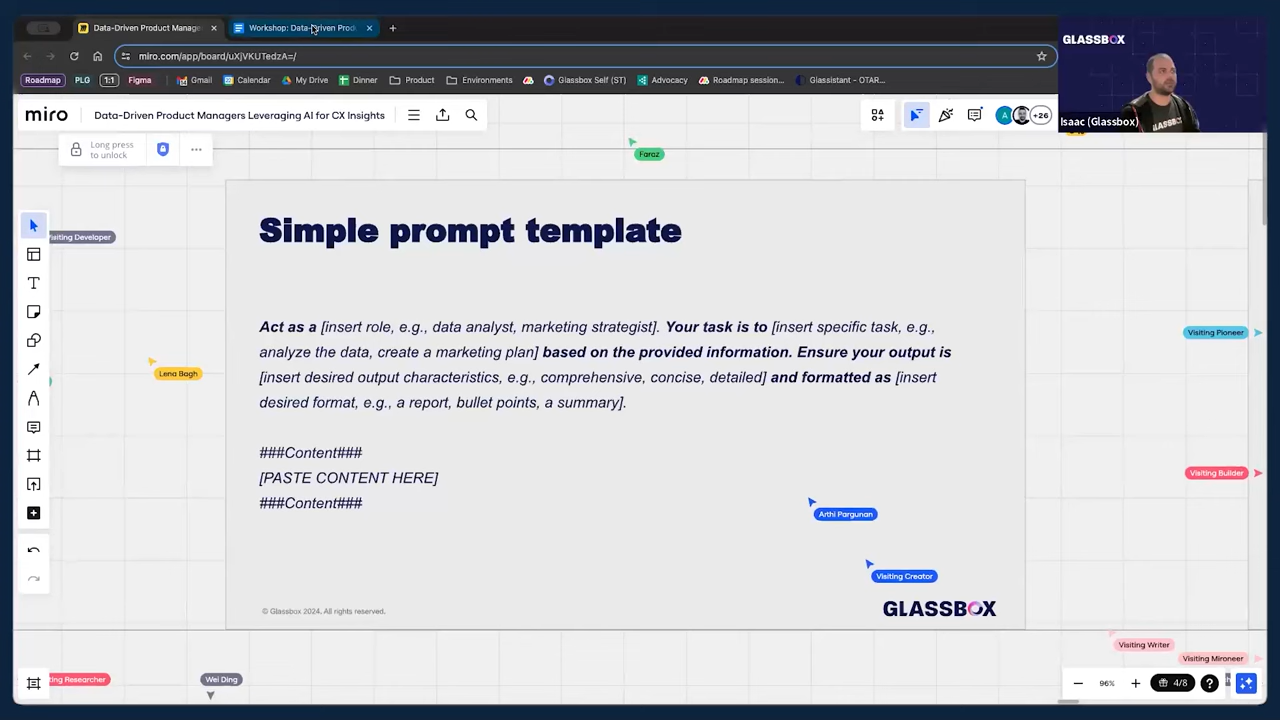 Data-Driven Product Manage
Workshop: Data-Driven Prod
miro.com/app/board/uXjVKUTedzA=/
Roadmap
PLG
1:1
Figma
Gmail
Calendar
My Drive
Dinner
Product
Environments
Glassbox Self (ST)
Advocacy
Roadmap session...
Glassistant - OTAR...
GLASSBOX
Isaac (Glassbox)
miro
Data-Driven Product Managers Leveraging AI for CX Insights
+26
Long press
to unlock
Faraz
Simple prompt template
isiting Developer
Act as a [insert role, e.g., data analyst, marketing strategist]. Your task is to [insert specific task, e.g.,
analyze the data, create a marketing plan] based on the provided information. Ensure your output is
[insert desired output characteristics, e.g., comprehensive, concise, detailed] and formatted as [insert
desired format, e.g., a report, bullet points, a summary].
Visiting Pioneer
Lena Bagh
###Content###
[PASTE CONTENT HERE]
###Content###
Visiting Builder
Arthi Pargunan
Visiting Creator
© Glassbox 2024. All rights reserved.
GLASSBOX
Visiting Writer
Visiting Mironeer
ting Researcher
Wei Ding
96%
4/8